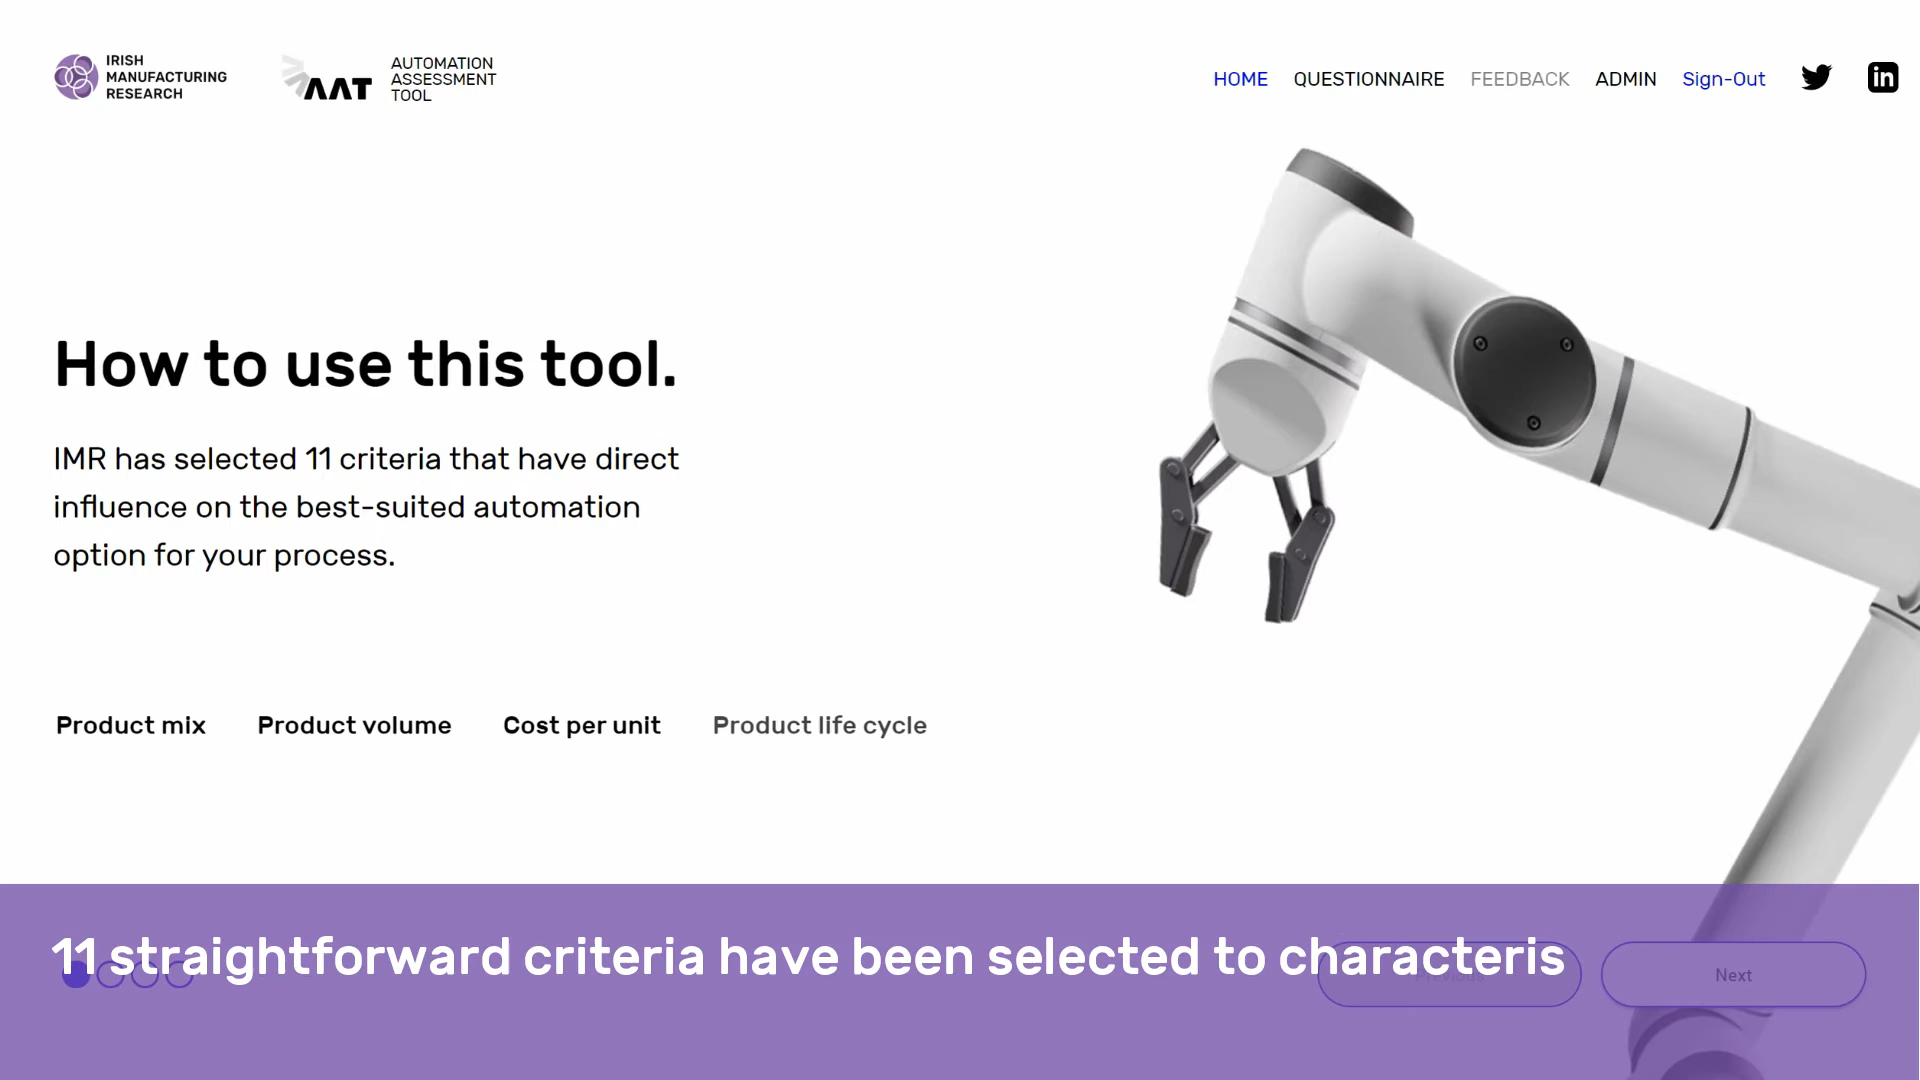 IRISH
MANUFACTURING
RESEARCH
AAT
AUTOMATION
ASSESSMENT
TOOL
HOME QUESTIONNAIRE FEEDBACK ADMIN Sign-Out
in
How to use this tool.
IMR has selected 11 criteria that have direct
influence on the best-suited automation
option for your process.
Product mix Product volume Cost per unit Product life cycle
11 straightforward criteria have been selected to characteris
Next